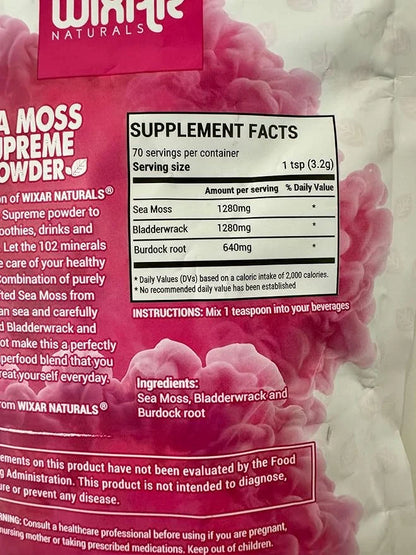 WIXAR
NATURALS
A MOSS
UPREME
OWDER
on of WIXAR NATURALS®
Supreme powder to
oothies, drinks and
Let the 102 minerals
e care of your healthy
Combination of purely
ted Sea Moss from
an sea and carefully
d Bladderwrack and
ot make this a perfectly
perfood blend that you
reat yourself everyday.
rom WIXAR NATURALS®
SUPPLEMENT FACTS
70 servings per container
Serving size 1 tsp (3.2g)
Amount per serving % Daily Value
Sea Moss 1280mg *
Bladderwrack 1280mg *
Burdock root 640mg *
* Daily Values (DVs) based on a caloric intake of 2,000 calories.
* No recommended daily value has been established
INSTRUCTIONS: Mix 1 teaspoon into your beverages
Ingredients:
Sea Moss, Bladderwrack and
Burdock root
ements on this product have not been evaluated by the Food
g Administration. This product is not intended to diagnose,
ure or prevent any disease.
RNING: Consult a healthcare professional before using if you are pregnant,
nursing mother or taking prescribed medications. Keep out of children.